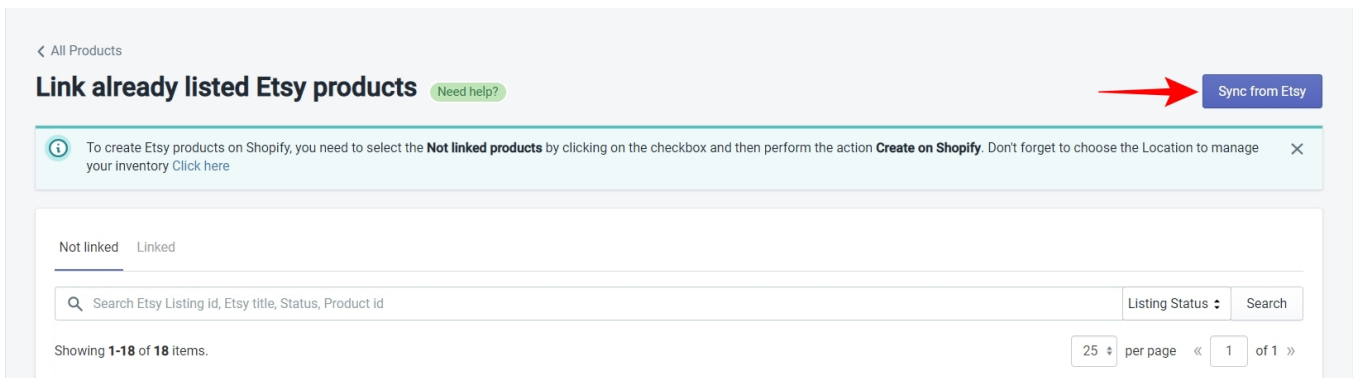 All Products
Link already listed Etsy products Need help?
Sync from Etsy
To create Etsy products on Shopify, you need to select the Not linked products by clicking on the checkbox and then perform the action Create on Shopify. Don't forget to choose the Location to manage
your inventory Click here
Not linked Linked
Search Etsy Listing id, Etsy title, Status, Product id Listing Status Search
Showing 1-18 of 18 items. 25 per page « 1 of 1 »